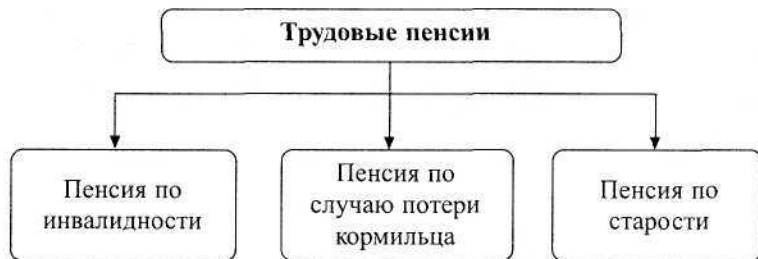 Трудовые пенсии
Пенсия по
инвалидности
Пенсия по
случаю потери
кормильца
Пенсия по
старости